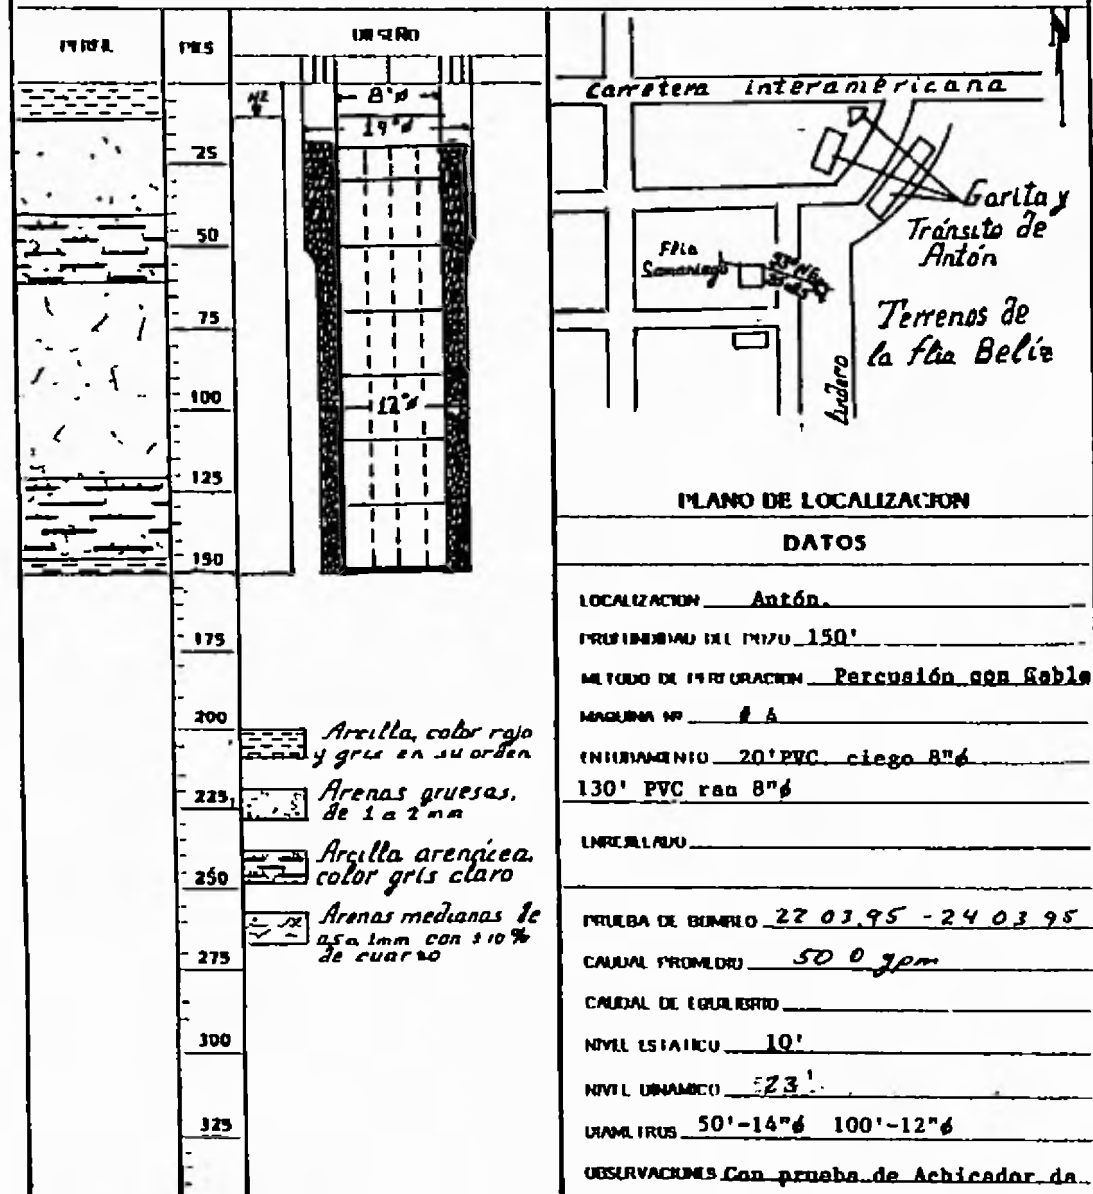 PERFIL
PIES
DISEÑO
N
8"ø
19"ø
12"ø
25
50
75
100
125
150
175
200
225
250
275
300
325
Arcilla, color rojo
y gris en su orden
Arenas gruesas,
de 1 a 2 mm
Arcilla arenácea,
color gris claro
Arenas medianas de
0.5 a 1mm con ±10%
de cuarzo
Carretera interamericana
Garita y
Tránsito de
Antón
Flia
Samaniego
Terrenos de
la flia Belíz
lindero
PLANO DE LOCALIZACION
DATOS
LOCALIZACION Antón.
PROFUNDIDAD DEL POZO 150'
METODO DE PERFORACION Percusión con Cable
MAQUINA Nº
ENTUBAMIENTO 20'PVC. ciego 8"ø
130' PVC ran 8"ø
ENREJILLADO
PRUEBA DE BOMBEO 22 03.95 - 24 03 95
CAUDAL PROMEDIO 50 0 gpm
CAUDAL DE EQUILIBRIO
NIVEL ESTATICO 10'
NIVEL DINAMICO 23'
DIAMETROS 50'-14"ø 100'-12"ø
OBSERVACIONES Con prueba de Achicador da